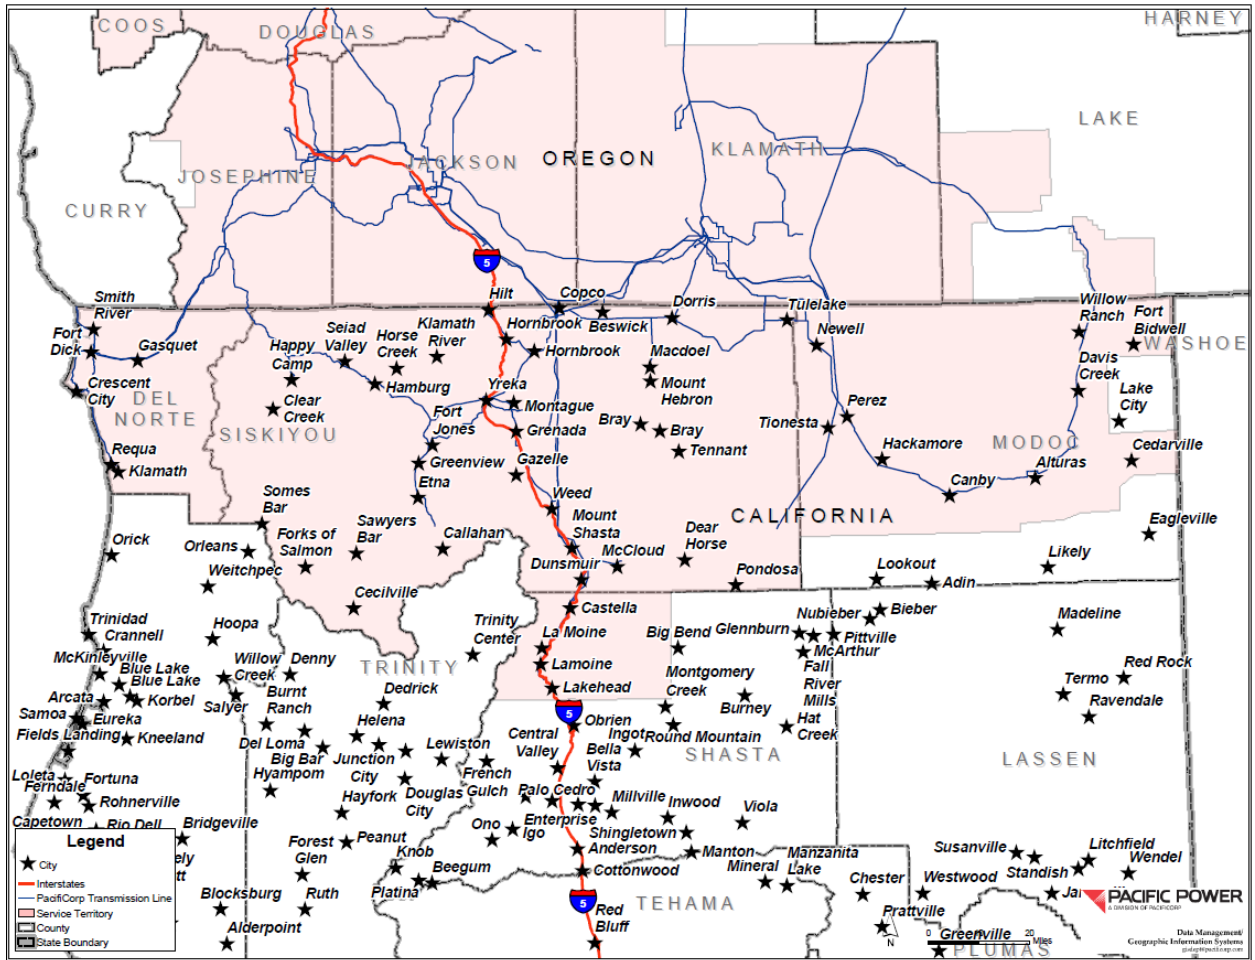 COOS
DOUGLAS
HARNEY
LAKE
KLAMATH
JACKSON
OREGON
JOSEPHINE
CURRY
5
Smith
River
Hilt
Copco
Dorris
Tulelake
Willow
Ranch
Fort
Bidwell
WASHOE
Fort
Dick
Gasquet
Happy
Camp
Seiad
Valley
Horse
Creek
Klamath
River
Hornbrook
Hornbrook
Beswick
Newell
Macdoel
Mount
Hebron
Davis
Creek
Lake
City
Crescent
City
DEL
NORTE
Clear
Creek
Hamburg
Yreka
Montague
SISKIYOU
Fort
Jones
Grenada
Bray
Bray
Tionesta
Perez
Tennant
Hackamore
MODOC
Cedarville
Requa
Klamath
Greenview
Gazelle
Etna
Canby
Alturas
Somes
Bar
Weed
CALIFORNIA
Eagleville
Orick
Orleans
Forks of
Salmon
Sawyers
Bar
Callahan
Mount
Shasta
McCloud
Dear
Horse
Dunsmuir
Pondosa
Lookout
Adin
Likely
Weitchpec
Cecilville
Castella
Nubieber
Bieber
Madeline
Trinidad
Crannell
Hoopa
Trinity
Center
La Moine
Big Bend
Glennburn
Pittville
McArthur
McKinleyville
Blue Lake
Blue Lake
Willow
Creek
Denny
TRINITY
Lamoine
Montgomery
Creek
Fall
River
Mills
Red Rock
Termo
Arcata
Korbel
Salyer
Burnt
Ranch
Dedrick
Lakehead
Burney
Ravendale
Samoa
Eureka
Helena
5
Obrien
Hat
Creek
Fields Landing
Kneeland
Del Loma
Big Bar
Junction
City
Lewiston
Central
Valley
Ingot
Round Mountain
Bella
Vista
SHASTA
LASSEN
Loleta
Fortuna
Ferndale
Hyampom
French
Gulch
Rohnerville
Hayfork
Douglas
City
Palo Cedro
Millville
Inwood
Viola
Capetown
Rio Dell
Bridgeville
Ono
Igo
Enterprise
Shingletown
Legend
City
Interstates
PacifiCorp Transmission Line
Service Territory
County
State Boundary
ely
tt
Forest
Glen
Peanut
Knob
Beegum
Platina
Anderson
Cottonwood
Manton
Mineral
Manzanita
Lake
Susanville
Litchfield
Standish
Wendel
Blocksburg
Ruth
5
TEHAMA
Chester
Westwood
Ja
PACIFIC POWER
A DIVISION OF PACIFICORP
Alderpoint
Red
Bluff
Prattville
N
0
20
Miles
Greenville
PLUMAS
Data Management/
Geographic Information Systems